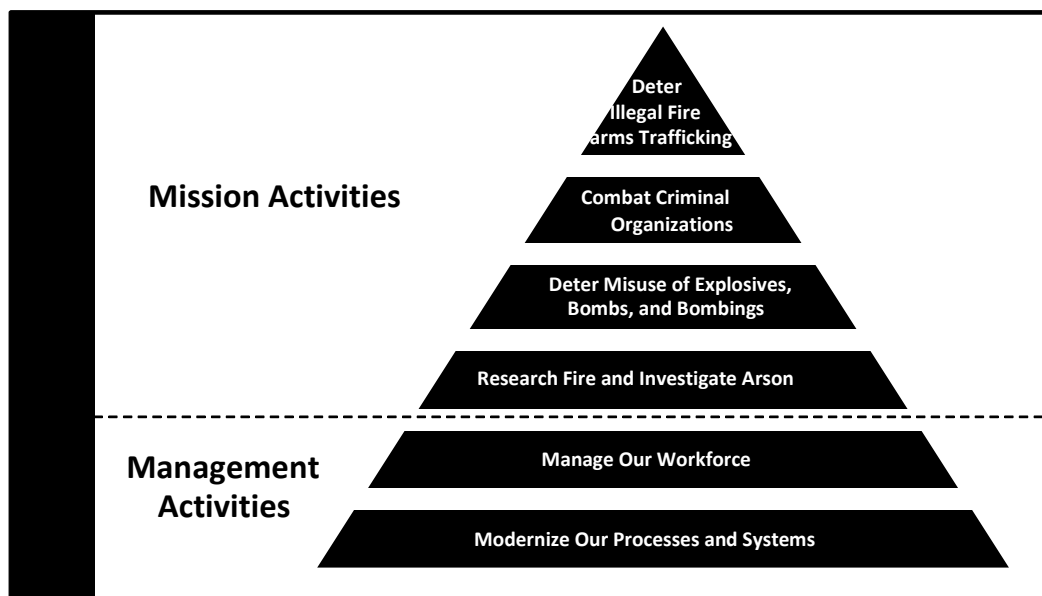 Deter
Illegal Fire
arms Trafficking
Mission Activities
Combat Criminal
Organizations
Deter Misuse of Explosives,
Bombs, and Bombings
Research Fire and Investigate Arson
Management
Activities
Manage Our Workforce
Modernize Our Processes and Systems